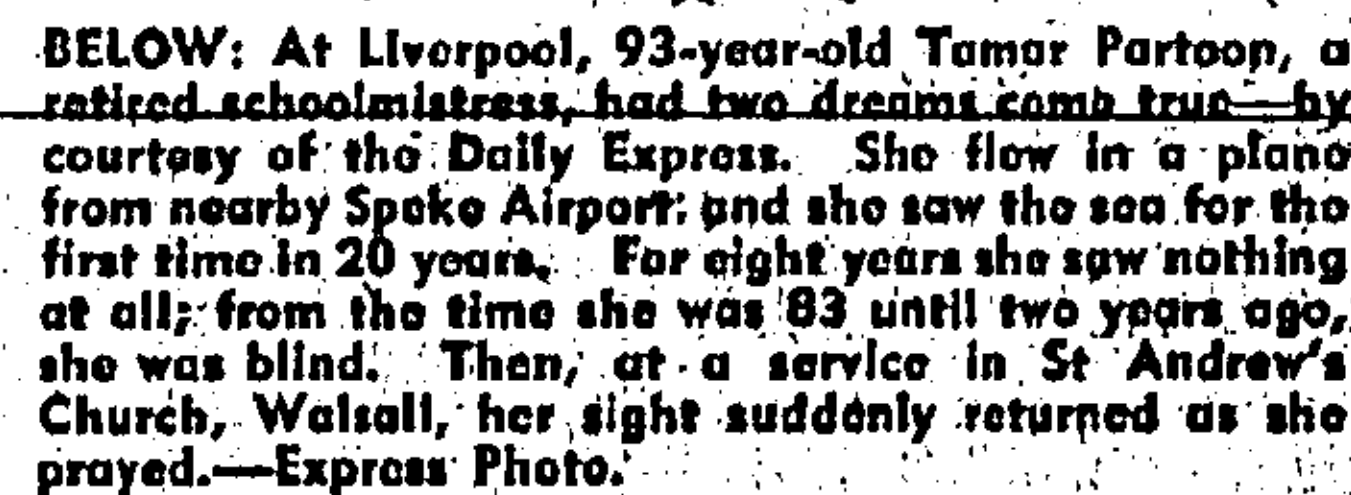 BELOW: At Liverpool, 93-year-old Tamar Partoon, a
retired schoolmistress, had two dreams come true—by
courtesy of the Daily Express. She flew in a plane
from nearby Speke Airport: and she saw the sea for the
first time in 20 years. For eight years she saw nothing
at all; from the time she was 83 until two years ago,
she was blind. Then, at a service in St Andrew's
Church, Walsall, her sight suddenly returned as she
prayed.—Express Photo.